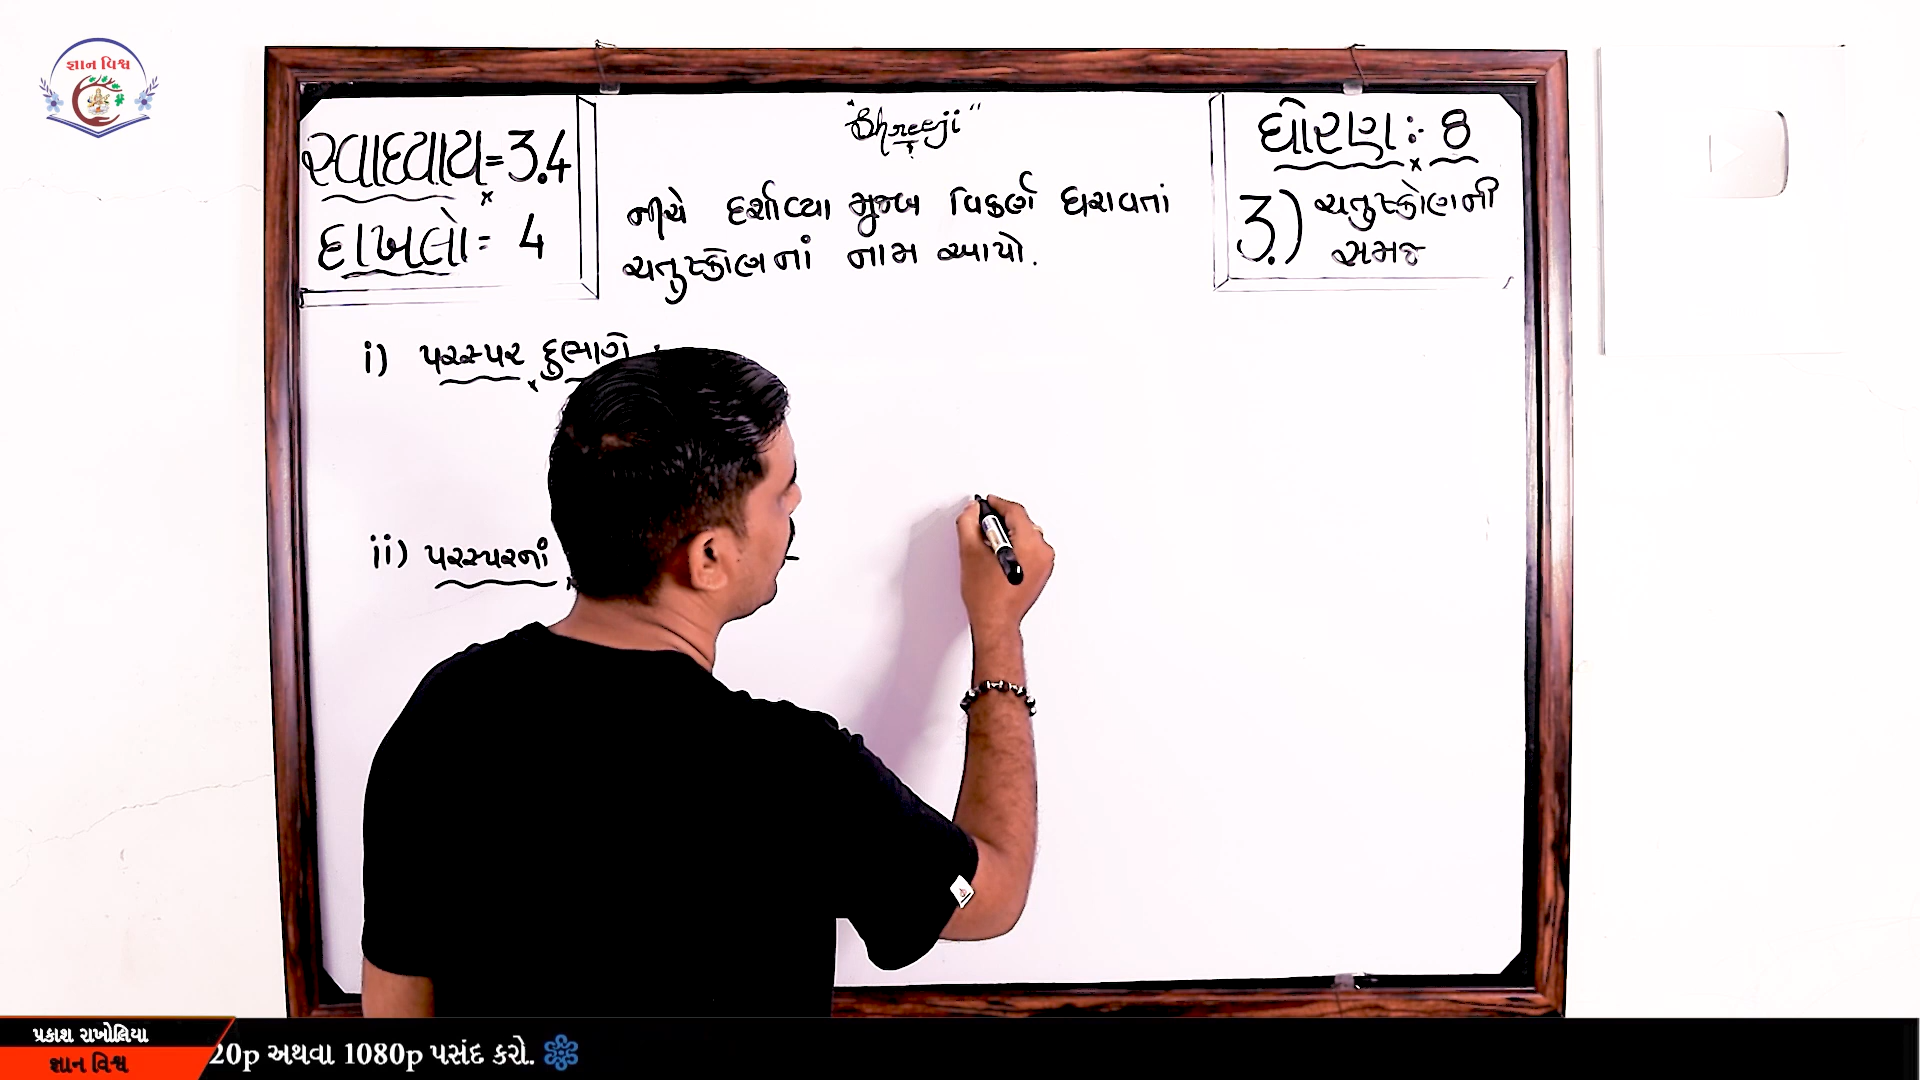 જ્ઞાન વિશ્વ
"Shreeji"
સ્વાધ્યાય = 3.4
દાખલો = 4
નીચે દર્શાવ્યા મુજબ વિકર્ણ ધરાવતાં
ચતુષ્કોણનાં નામ આપો.
ધોરણ :- 8
3.) ચતુષ્કોણની
સમજ
i) પરસ્પર દુભાગે
ii) પરસ્પરનાં
પ્રકાશ રાખોલિયા
જ્ઞાન વિશ્વ
20p અથવા 1080p પસંદ કરો.